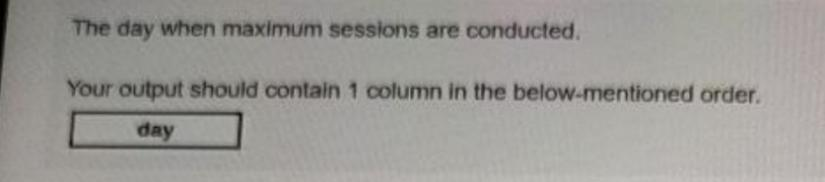 The day when maximum sessions are conducted.
Your output should contain 1 column in the below-mentioned order.
day